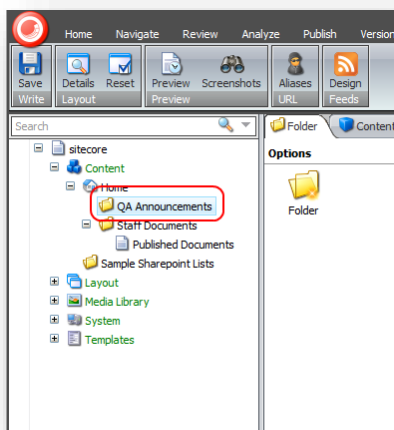 Home Navigate Review Analyze Publish Version
Save Details Reset Preview Screenshots Aliases Design
Write Layout Preview URL Feeds
Search
Folder Content
sitecore
Options
Content
Home
QA Announcements
Folder
Staff Documents
Published Documents
Sample Sharepoint Lists
Layout
Media Library
System
Templates